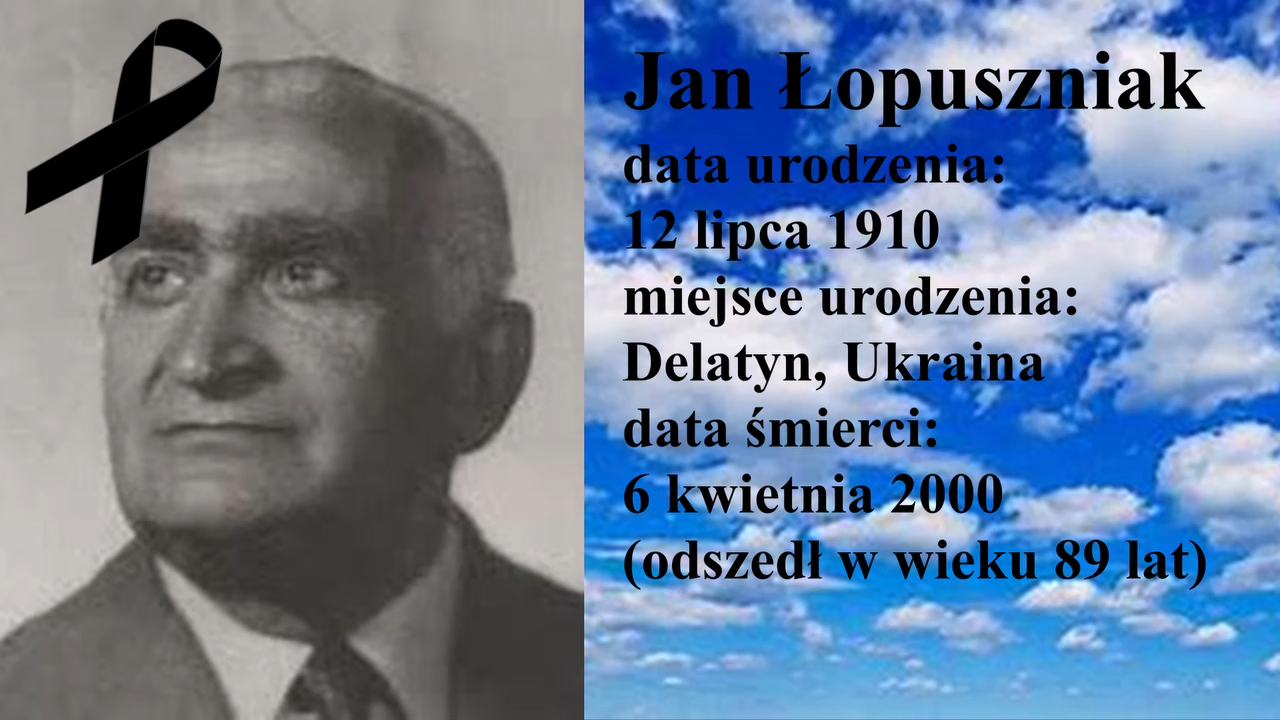 Jan Łopuszniak
data urodzenia:
12 lipca 1910
miejsce urodzenia:
Delatyn, Ukraina
data śmierci:
6 kwietnia 2000
(odszedł w wieku 89 lat)